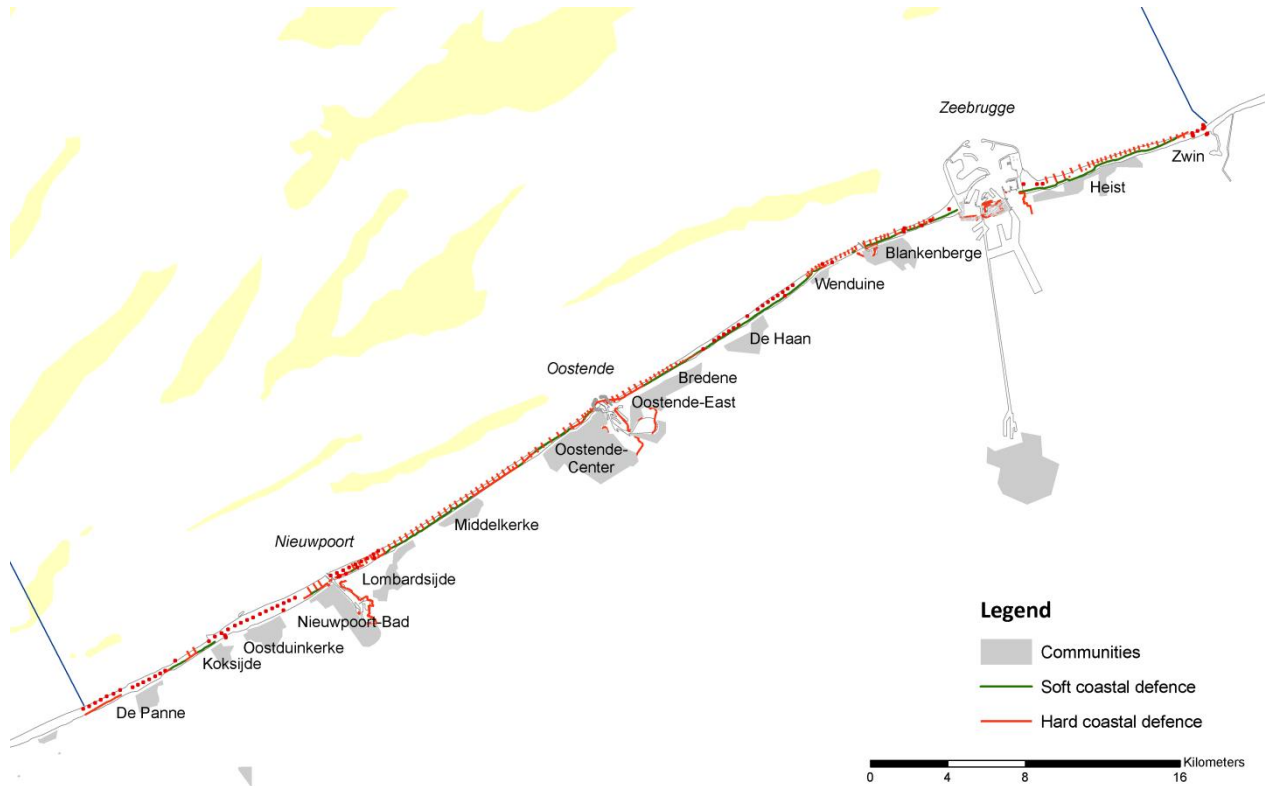 Zeebrugge
Zwin
Heist
Blankenberge
Wenduine
De Haan
Oostende
Bredene
Oostende-East
Oostende-
Center
Middelkerke
Nieuwpoort
Lombardsijde
Nieuwpoort-Bad
Oostduinkerke
Koksijde
De Panne
Legend
Communities
Soft coastal defence
Hard coastal defence
Kilometers
0 4 8 16